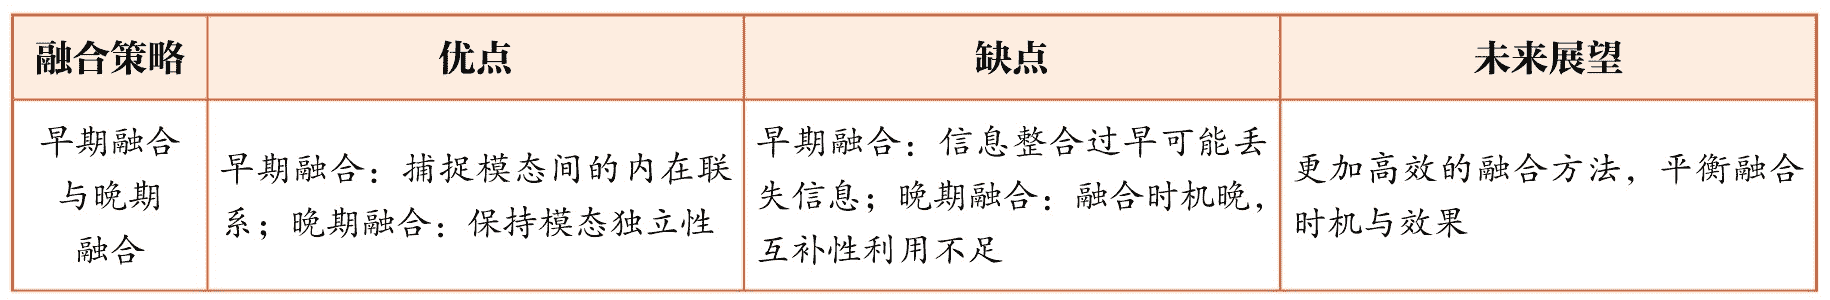 融合策略
优点
缺点
未来展望
早期融合
与晚期
融合
早期融合：捕捉模态间的内在联
系；晚期融合：保持模态独立性
早期融合：信息整合过早可能丢
失信息；晚期融合：融合时机晚，
互补性利用不足
更加高效的融合方法，平衡融合
时机与效果